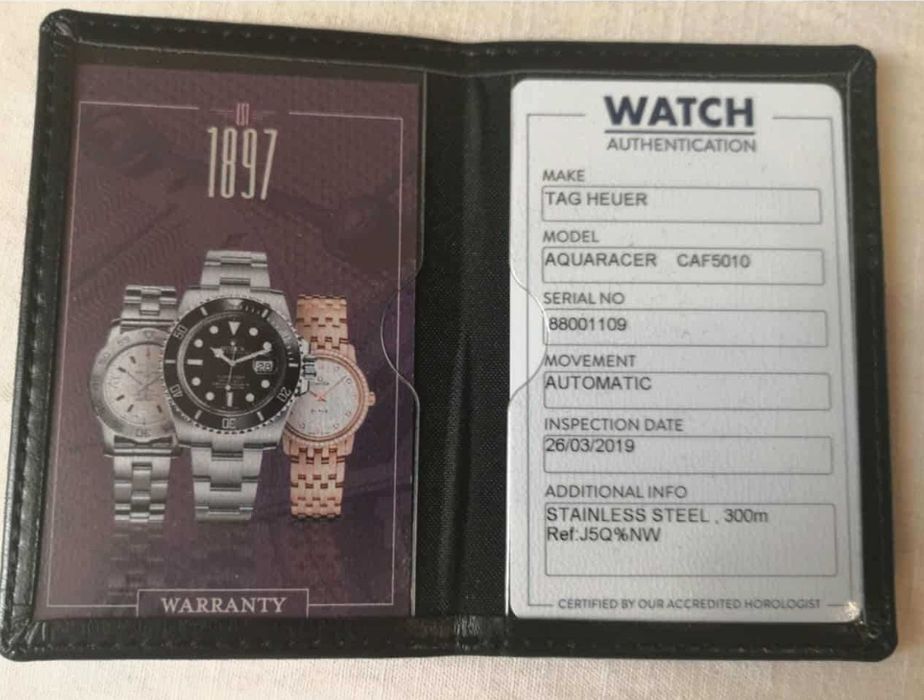 EST
1897
WARRANTY
WATCH
AUTHENTICATION
MAKE
TAG HEUER
MODEL
AQUARACER CAF5010
SERIAL NO
88001109
MOVEMENT
AUTOMATIC
INSPECTION DATE
26/03/2019
ADDITIONAL INFO
STAINLESS STEEL , 300m
Ref:J5Q%NW
CERTIFIED BY OUR ACCREDITED HOROLOGIST